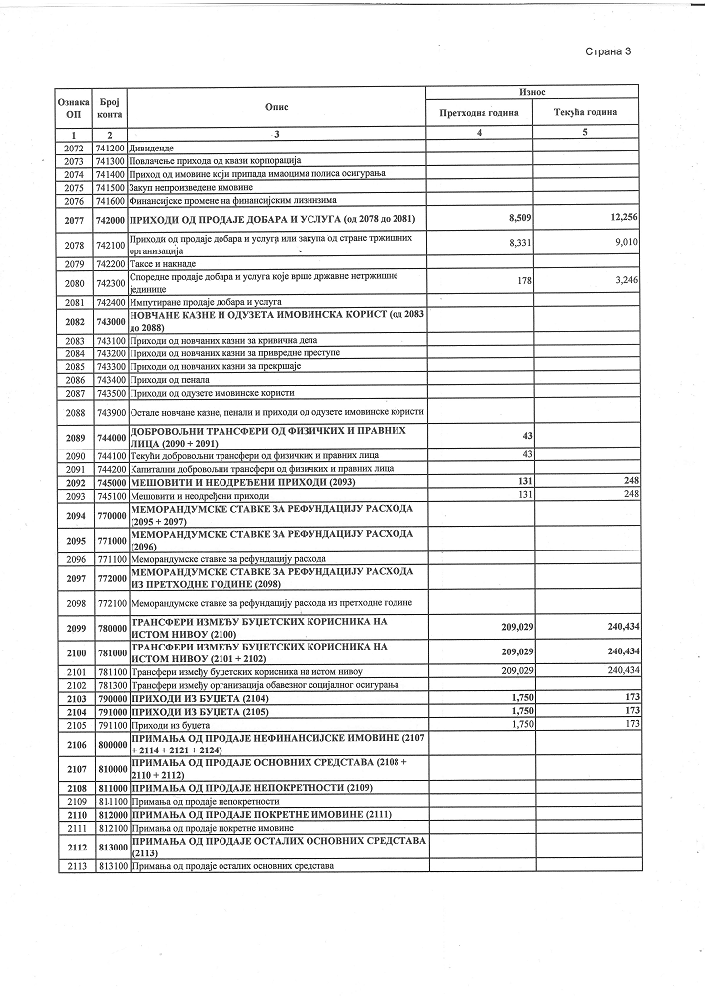 Страна 3
Ознака ОП Број конта Опис Износ
Претходна година Текућа година
1 2 3 4 5
2072 741200 Дивиденде
2073 741300 Повлачење прихода од квази корпорација
2074 741400 Приход од имовине који припада имаоцима полиса осигурања
2075 741500 Закуп непроизведене имовине
2076 741600 Финансијске промене на финансијским лизинзима
2077 742000 ПРИХОДИ ОД ПРОДАЈЕ ДОБАРА И УСЛУГА (од 2078 до 2081) 8,509 12,256
2078 742100 Приходи од продаје добара и услуга или закупа од стране тржишних
организација 8,331 9,010
2079 742200 Таксе и накнаде
2080 742300 Споредне продаје добара и услуга које врше државне нетржишне
јединице 178 3,246
2081 742400 Импутиране продаје добара и услуга
2082 743000 НОВЧАНЕ КАЗНЕ И ОДУЗЕТА ИМОВИНСКА КОРИСТ (од 2083
до 2088)
2083 743100 Приходи од новчаних казни за кривична дела
2084 743200 Приходи од новчаних казни за привредне преступе
2085 743300 Приходи од новчаних казни за прекршаје
2086 743400 Приходи од пенала
2087 743500 Приходи од одузете имовинске користи
2088 743900 Остале новчане казне, пенали и приходи од одузете имовинске користи
2089 744000 ДОБРОВОЉНИ ТРАНСФЕРИ ОД ФИЗИЧКИХ И ПРАВНИХ
ЛИЦА (2090 + 2091) 43
2090 744100 Текући добровољни трансфери од физичких и правних лица 43
2091 744200 Капитални добровољни трансфери од физичких и правних лица
2092 745000 МЕШОВИТИ И НЕОДРЕЂЕНИ ПРИХОДИ (2093) 131 248
2093 745100 Мешовити и неодређени приходи 131 248
2094 770000 МЕМОРАНДУМСКЕ СТАВКЕ ЗА РЕФУНДАЦИЈУ РАСХОДА
(2095 + 2097)
2095 771000 МЕМОРАНДУМСКЕ СТАВКЕ ЗА РЕФУНДАЦИЈУ РАСХОДА
(2096)
2096 771100 Меморандумске ставке за рефундацију расхода
2097 772000 МЕМОРАНДУМСКЕ СТАВКЕ ЗА РЕФУНДАЦИЈУ РАСХОДА
ИЗ ПРЕТХОДНЕ ГОДИНЕ (2098)
2098 772100 Меморандумске ставке за рефундацију расхода из претходне године
2099 780000 ТРАНСФЕРИ ИЗМЕЂУ БУЏЕТСКИХ КОРИСНИКА НА
ИСТОМ НИВОУ (2100) 209,029 240,434
2100 781000 ТРАНСФЕРИ ИЗМЕЂУ БУЏЕТСКИХ КОРИСНИКА НА
ИСТОМ НИВОУ (2101 + 2102) 209,029 240,434
2101 781100 Трансфери између буџетских корисника на истом нивоу 209,029 240,434
2102 781300 Трансфери између организација обавезног социјалног осигурања
2103 790000 ПРИХОДИ ИЗ БУЏЕТА (2104) 1,750 173
2104 791000 ПРИХОДИ ИЗ БУЏЕТА (2105) 1,750 173
2105 791100 Приходи из буџета 1,750 173
2106 800000 ПРИМАЊА ОД ПРОДАЈЕ НЕФИНАНСИЈСКЕ ИМОВИНЕ (2107
+ 2114 + 2121 + 2124)
2107 810000 ПРИМАЊА ОД ПРОДАЈЕ ОСНОВНИХ СРЕДСТАВА (2108 +
2110 + 2112)
2108 811000 ПРИМАЊА ОД ПРОДАЈЕ НЕПОКРЕТНОСТИ (2109)
2109 811100 Примања од продаје непокретности
2110 812000 ПРИМАЊА ОД ПРОДАЈЕ ПОКРЕТНЕ ИМОВИНЕ (2111)
2111 812100 Примања од продаје покретне имовине
2112 813000 ПРИМАЊА ОД ПРОДАЈЕ ОСТАЛИХ ОСНОВНИХ СРЕДСТАВА
(2113)
2113 813100 Примања од продаје осталих основних средстава